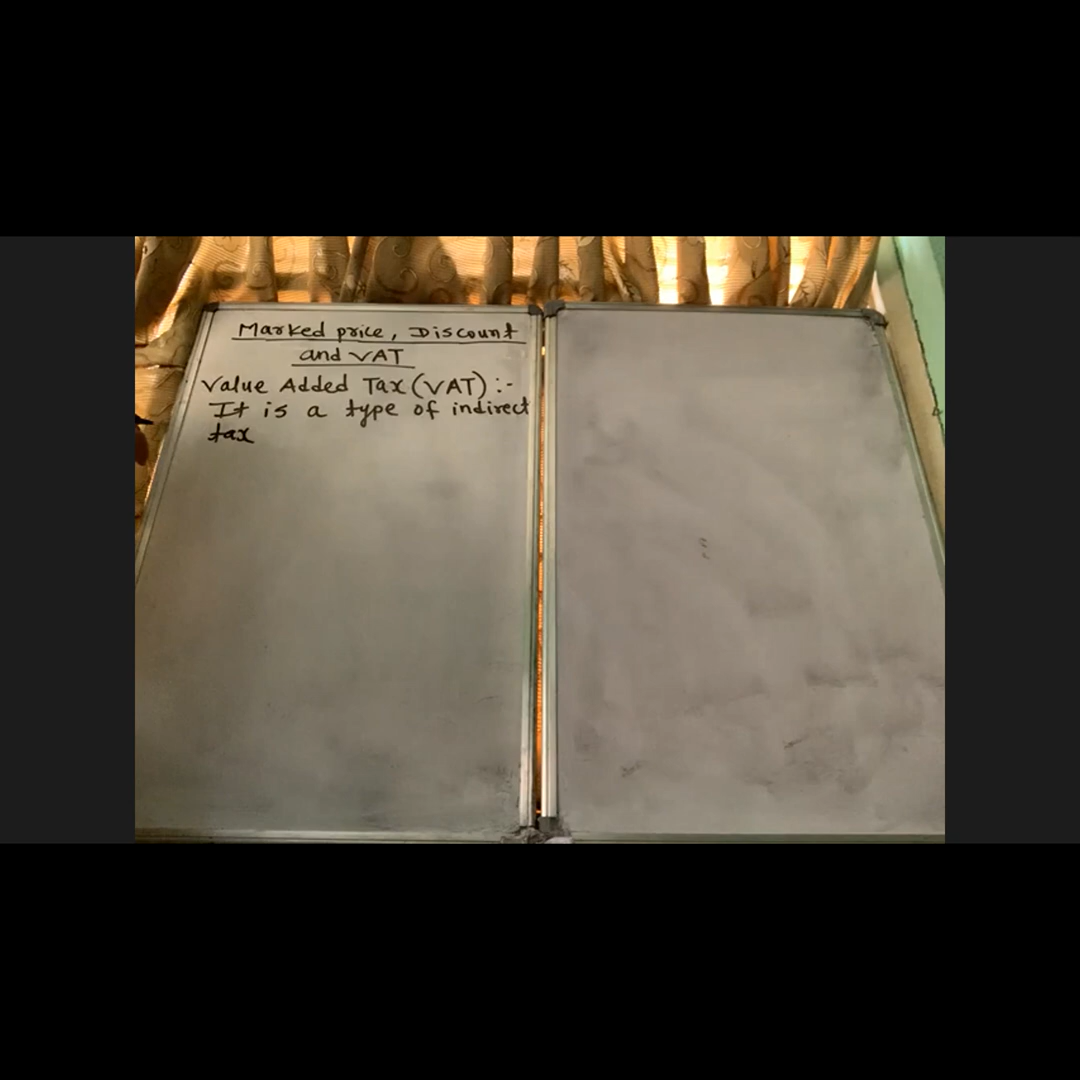 Marked price, Discount
and VAT
Value Added Tax (VAT) :-
It is a type of indirect
tax